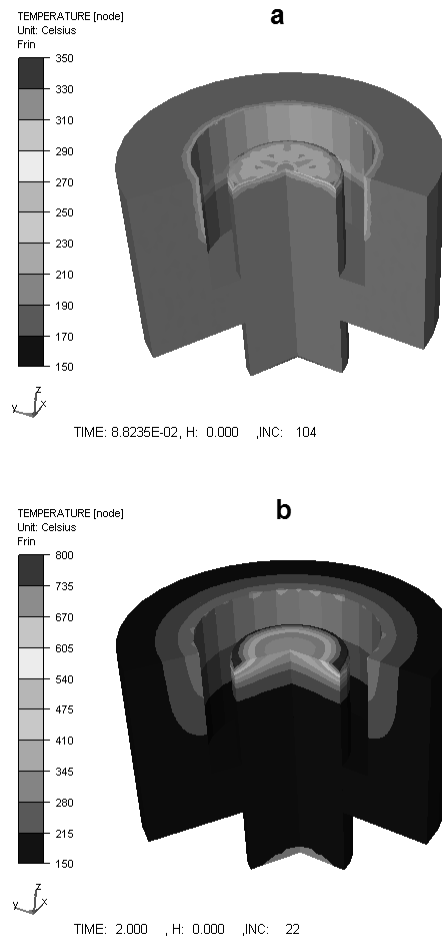 a
TEMPERATURE [node]
Unit: Celsius
Frin
350
330
310
290
270
250
230
210
190
170
150
z
y x
TIME: 8.8235E-02, H: 0.000 ,INC: 104
b
TEMPERATURE [node]
Unit: Celsius
Frin
800
735
670
605
540
475
410
345
280
215
150
z
y x
TIME: 2.000 , H: 0.000 ,INC: 22